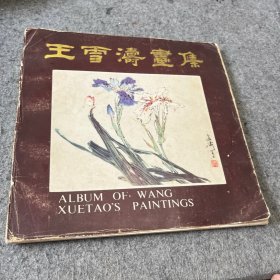 王雪濤畫集
ALBUM OF WANG
XUETAO'S PAINTINGS